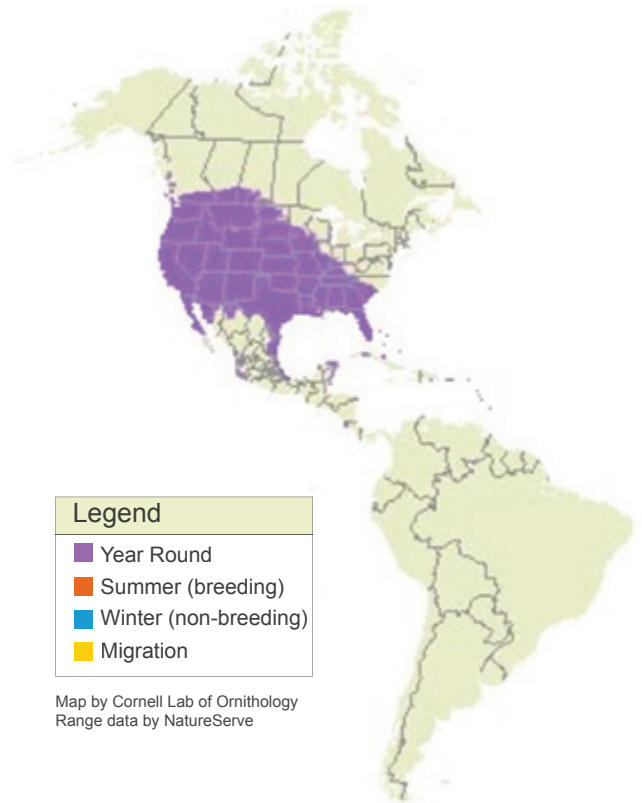 Legend
Year Round
Summer (breeding)
Winter (non-breeding)
Migration
Map by Cornell Lab of Ornithology
Range data by NatureServe